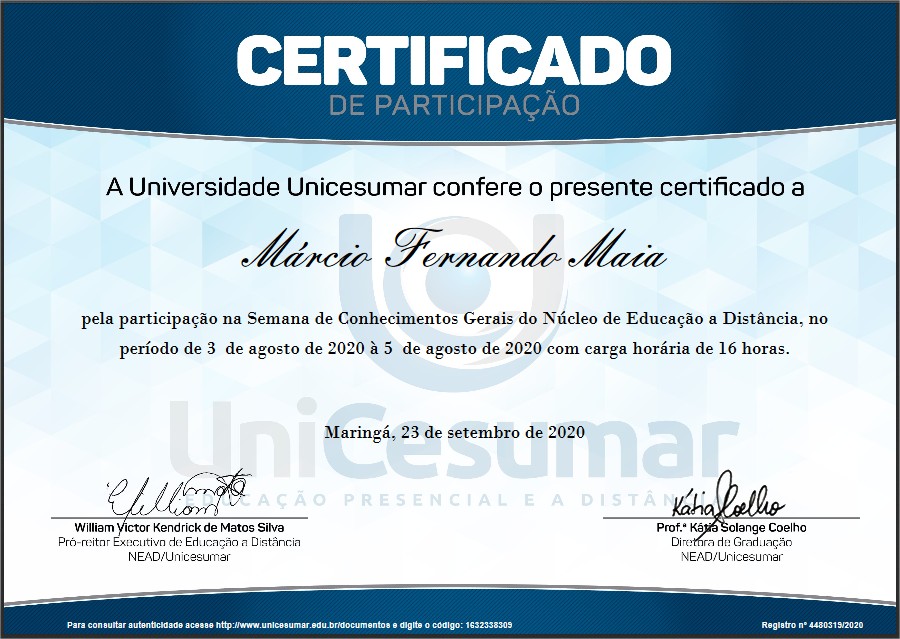 CERTIFICADO
DE PARTICIPAÇÃO
A Universidade Unicesumar confere o presente certificado a
Márcio Fernando Maia
pela participação na Semana de Conhecimentos Gerais do Núcleo de Educação a Distância, no
período de 3 de agosto de 2020 à 5 de agosto de 2020 com carga horária de 16 horas.
UniCesumar
Maringá, 23 de setembro de 2020
EDUCAÇÃO PRESENCIAL E A DISTÂNCIA
Kátia Coelho
William Victor Kendrick de Matos Silva
Pró-reitor Executivo de Educação a Distância
NEAD/Unicesumar
Prof.ª Kátia Solange Coelho
Diretora de Graduação
NEAD/Unicesumar
Para consultar autenticidade acesse http://www.unicesumar.edu.br/documentos e digite o código: 1632338309
Registro nº 4480319/2020